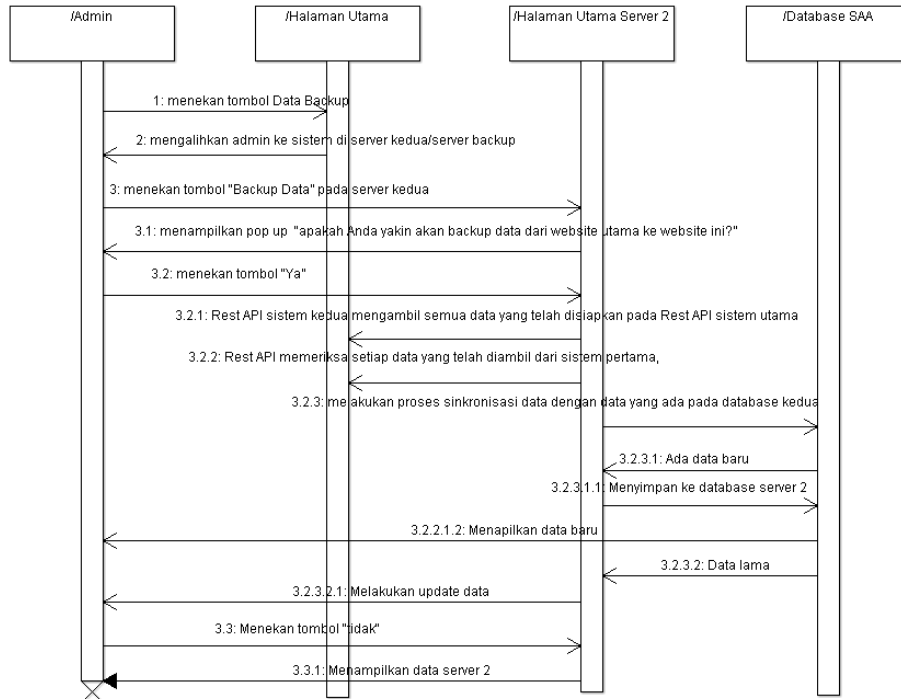 /Admin
/Halaman Utama
/Halaman Utama Server 2
/Database SAA
1: menekan tombol Data Backup
2: mengalihkan admin ke sistem di server kedua/server backup
3: menekan tombol "Backup Data" pada server kedua
3.1: menampilkan pop up "apakah Anda yakin akan backup data dari website utama ke website ini?"
3.2: menekan tombol "Ya"
3.2.1: Rest API sistem kedua mengambil semua data yang telah disiapkan pada Rest API sistem utama
3.2.2: Rest API memeriksa setiap data yang telah diambil dari sistem pertama,
3.2.3: melakukan proses sinkronisasi data dengan data yang ada pada database kedua
3.2.3.1: Ada data baru
3.2.3.1.1: Menyimpan ke database server 2
3.2.2.1.2: Menapilkan data baru
3.2.3.2: Data lama
3.2.3.2.1: Melakukan update data
3.3: Menekan tombol "tidak"
3.3.1: Menampilkan data server 2